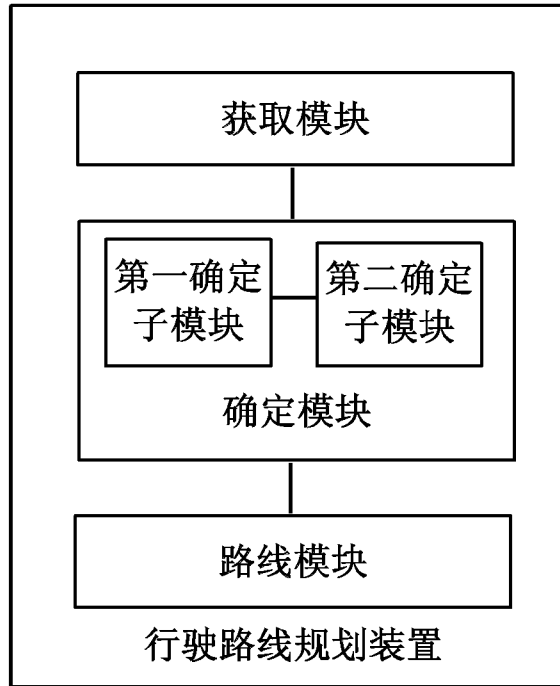 获取模块
第一确定
子模块
第二确定
子模块
确定模块
路线模块
行驶路线规划装置